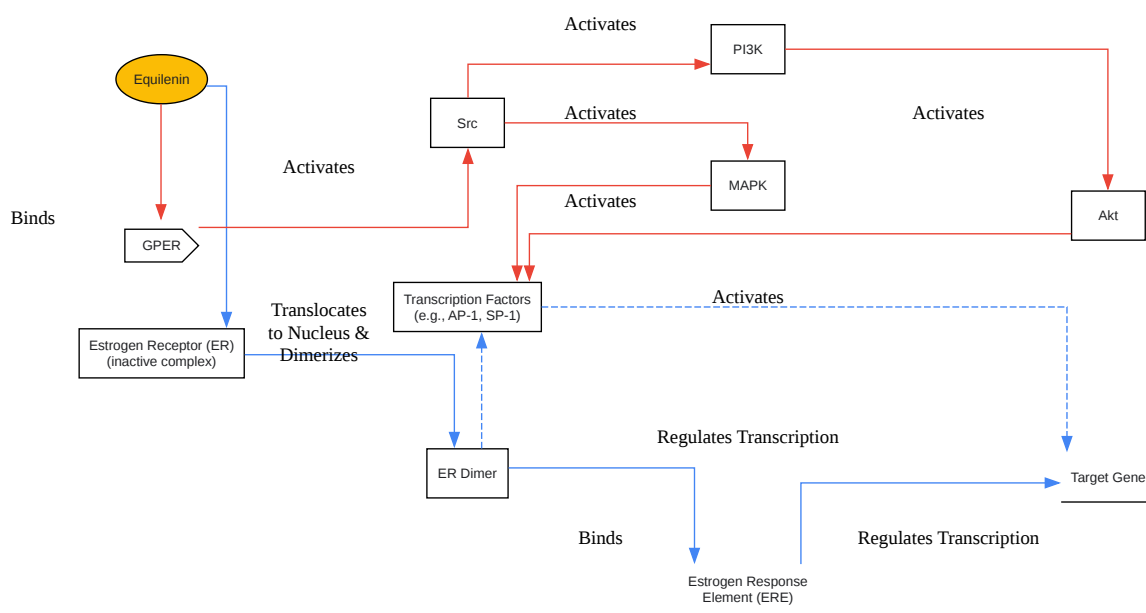 Activates
PI3K
Equilenin
Src
Activates
Activates
Activates
MAPK
Activates
Binds
Akt
GPER
Transcription Factors
(e.g., AP-1, SP-1)
Activates
Translocates
to Nucleus &
Dimerizes
Estrogen Receptor (ER)
(inactive complex)
Regulates Transcription
ER Dimer
Target Gene
Binds
Regulates Transcription
Estrogen Response
Element (ERE)